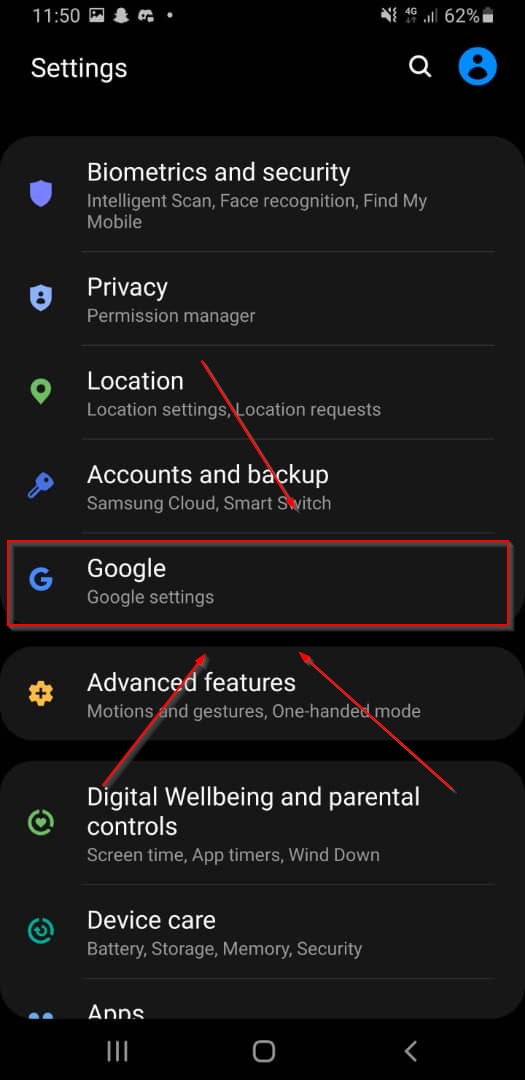 11:50 4G 62%
Settings
Biometrics and security
Intelligent Scan, Face recognition, Find My
Mobile
Privacy
Permission manager
Location
Location settings, Location requests
Accounts and backup
Samsung Cloud, Smart Switch
Google
Google settings
Advanced features
Motions and gestures, One-handed mode
Digital Wellbeing and parental
controls
Screen time, App timers, Wind Down
Device care
Battery, Storage, Memory, Security
Apps